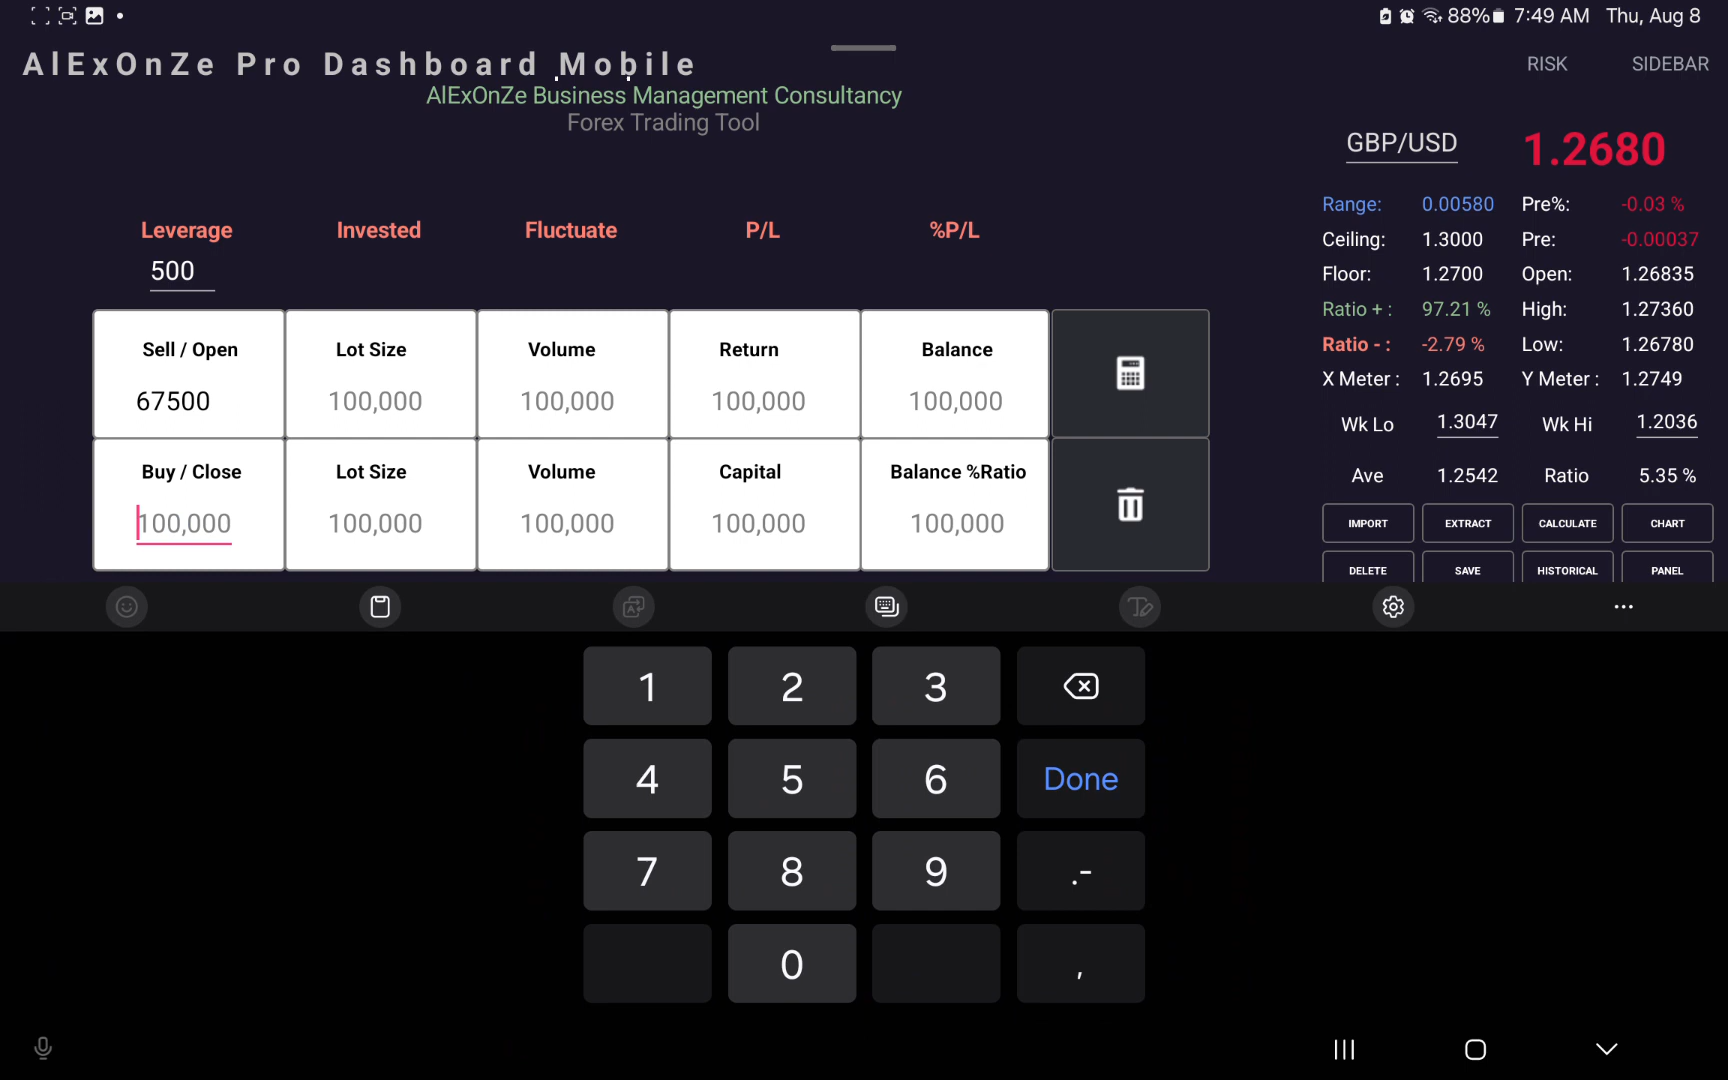 88% 7:49 AM Thu, Aug 8
AlExOnZe Pro Dashboard Mobile
RISK SIDEBAR
AlExOnZe Business Management Consultancy
Forex Trading Tool
GBP/USD 1.2680
Leverage Invested Fluctuate P/L %P/L
500
Range: 0.00580 Pre%: -0.03 %
Ceiling: 1.3000 Pre: -0.00037
Floor: 1.2700 Open: 1.26835
Ratio + : 97.21 % High: 1.27360
Ratio - : -2.79 % Low: 1.26780
X Meter : 1.2695 Y Meter : 1.2749
Wk Lo 1.3047 Wk Hi 1.2036
Ave 1.2542 Ratio 5.35 %
Sell / Open Lot Size Volume Return Balance
67500 100,000 100,000 100,000 100,000
Buy / Close Lot Size Volume Capital Balance %Ratio
100,000 100,000 100,000 100,000 100,000
IMPORT EXTRACT CALCULATE CHART
DELETE SAVE HISTORICAL PANEL
1 2 3
4 5 6 Done
7 8 9 .-
0 ,